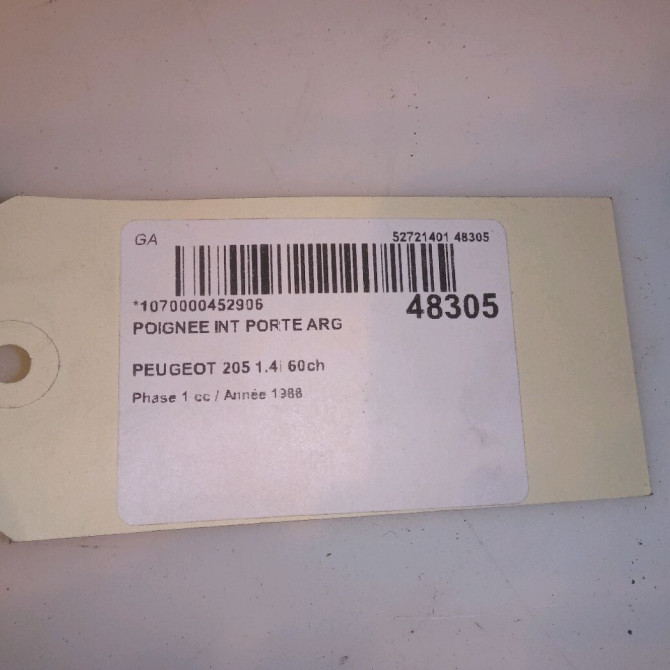 GA 52721401 48305
*1070000452906 48305
POIGNEE INT PORTE ARG
PEUGEOT 205 1.4i 60ch
Phase 1 cc / Année 1988